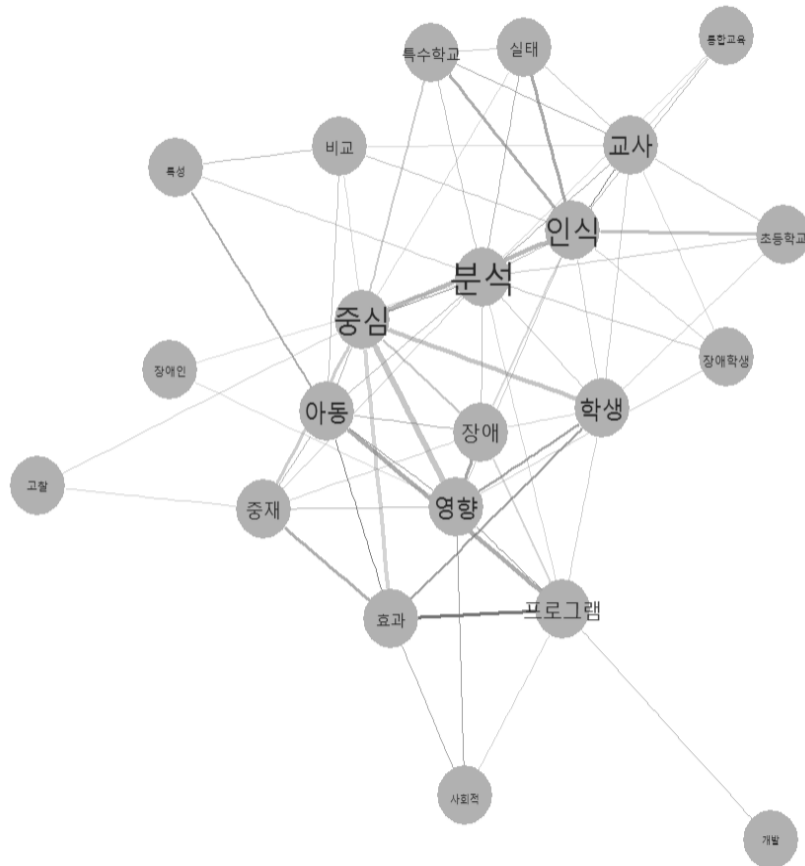 통합교육
실태
특수학교
교사
비교
특성
인식
초등학교
분석
중심
장애학생
장애인
아동
학생
장애
고찰
중재
영향
프로그램
효과
사회적
개발